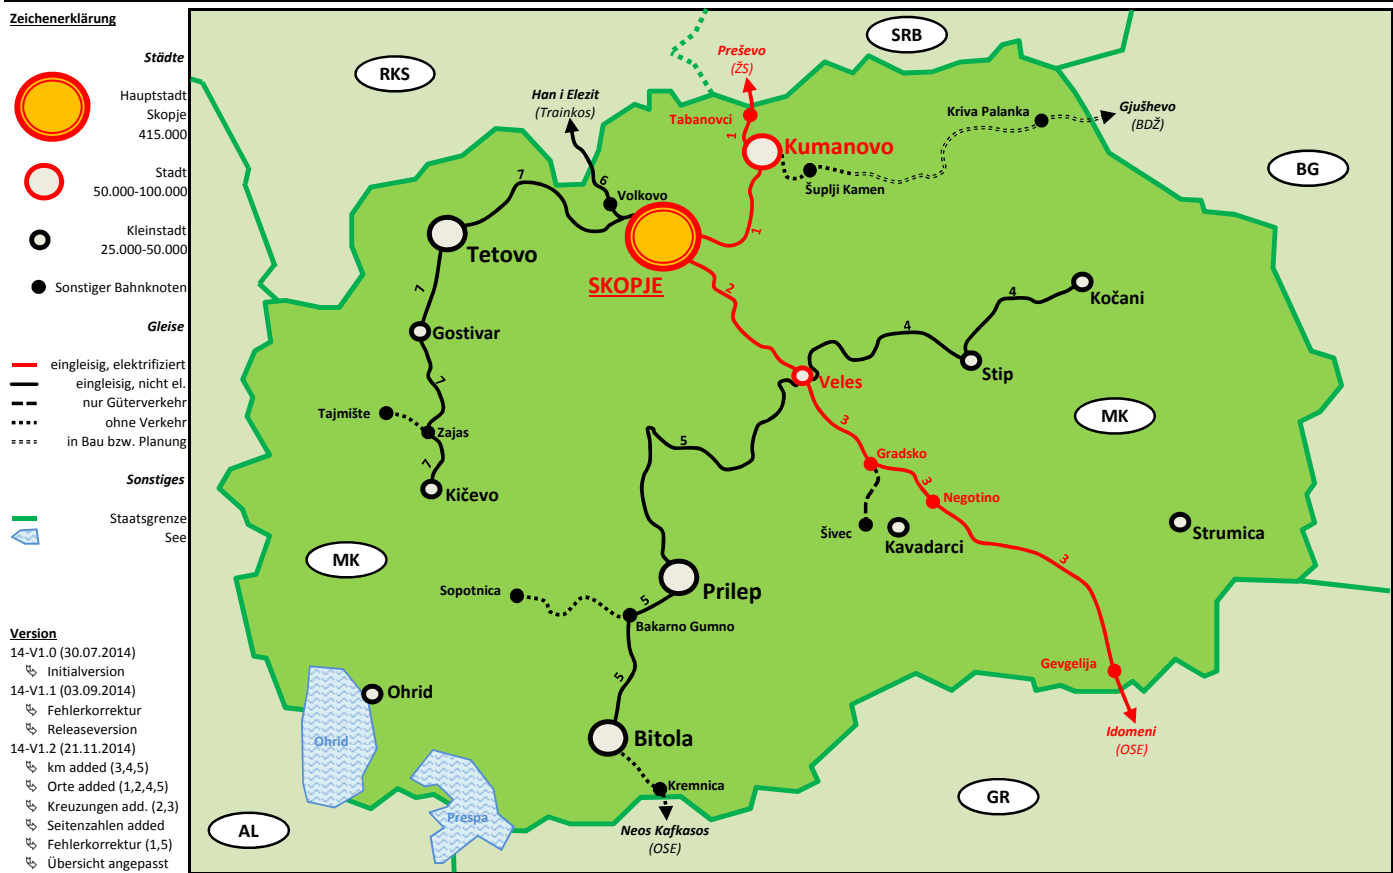 Zeichenerklärung
Städte
Hauptstadt
Skopje
415.000
Stadt
50.000-100.000
Kleinstadt
25.000-50.000
Sonstiger Bahnknoten
Gleise
eingleisig, elektrifiziert
eingleisig, nicht el.
nur Güterverkehr
ohne Verkehr
in Bau bzw. Planung
Sonstiges
Staatsgrenze
See
Version
14-V1.0 (30.07.2014)
Initialversion
14-V1.1 (03.09.2014)
Fehlerkorrektur
Releaseversion
14-V1.2 (21.11.2014)
km added (3,4,5)
Orte added (1,2,4,5)
Kreuzungen add. (2,3)
Seitenzahlen added
Fehlerkorrektur (1,5)
Übersicht angepasst
SRB
Preševo
(ŽS)
RKS
Han i Elezit
(Trainkos)
Tabanovci
1
Kriva Palanka
Gjushevo
(BDŽ)
Kumanovo
BG
7
6
Šuplji Kamen
Volkovo
1
Tetovo
SKOPJE
2
7
4
Kočani
4
Gostivar
Stip
Veles
7
Tajmište
Zajas
MK
3
5
Gradsko
7
Kičevo
3
Negotino
Šivec
Kavadarci
Strumica
MK
3
Sopotnica
Prilep
5
Bakarno Gumno
Gevgelija
5
Ohrid
Ohrid
Idomeni
(OSE)
Bitola
Kremnica
GR
Prespa
AL
Neos Kafkasos
(OSE)